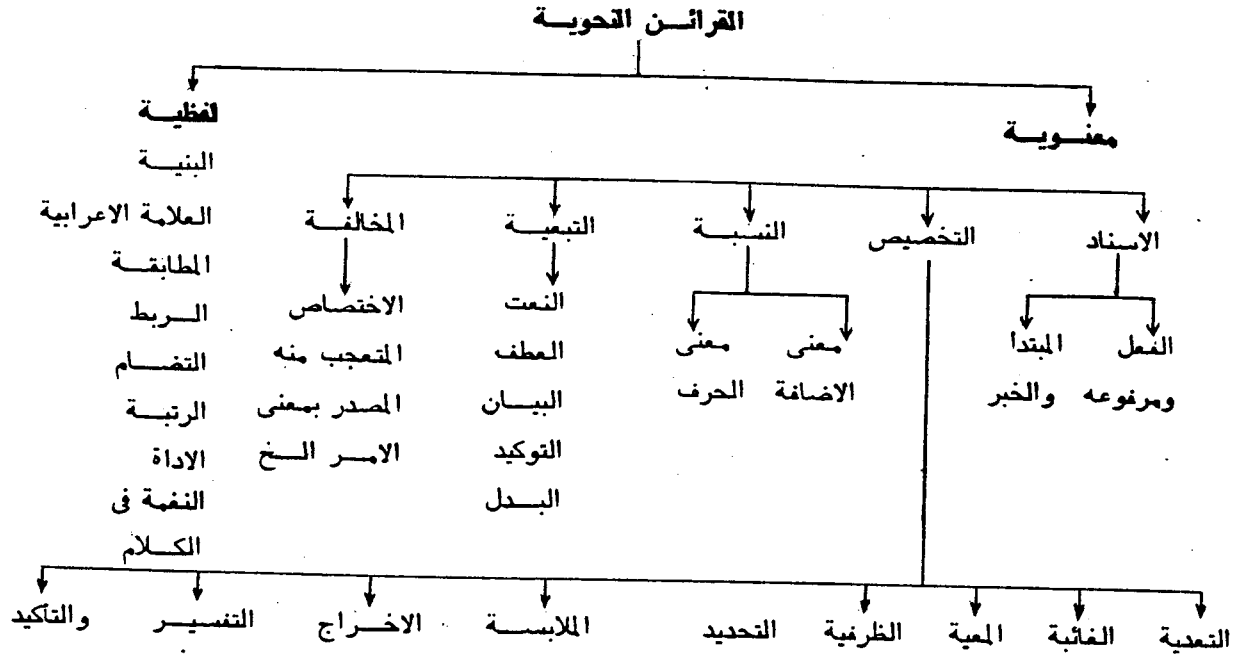 القرائن النحوية
معنوية
لفظية
الاسناد
التخصيص
النسبة
التبعية
المخالفة
الفعل
ومرفوعه
المبتدأ
والخبر
معنى
الاضافة
معنى
الحرف
النعت
العطف
البيان
التوكيد
البدل
الاختصاص
المتعجب منه
المصدر بمعنى
الامر الخ
البنية
العلامة الاعرابية
المطابقة
الربط
التضام
الرتبة
الاداة
النغمة فى
الكلام
التعدية
الغائبة
المعية
الظرفية
التحديد
الملابسة
الاخراج
التفسير
والتأكيد